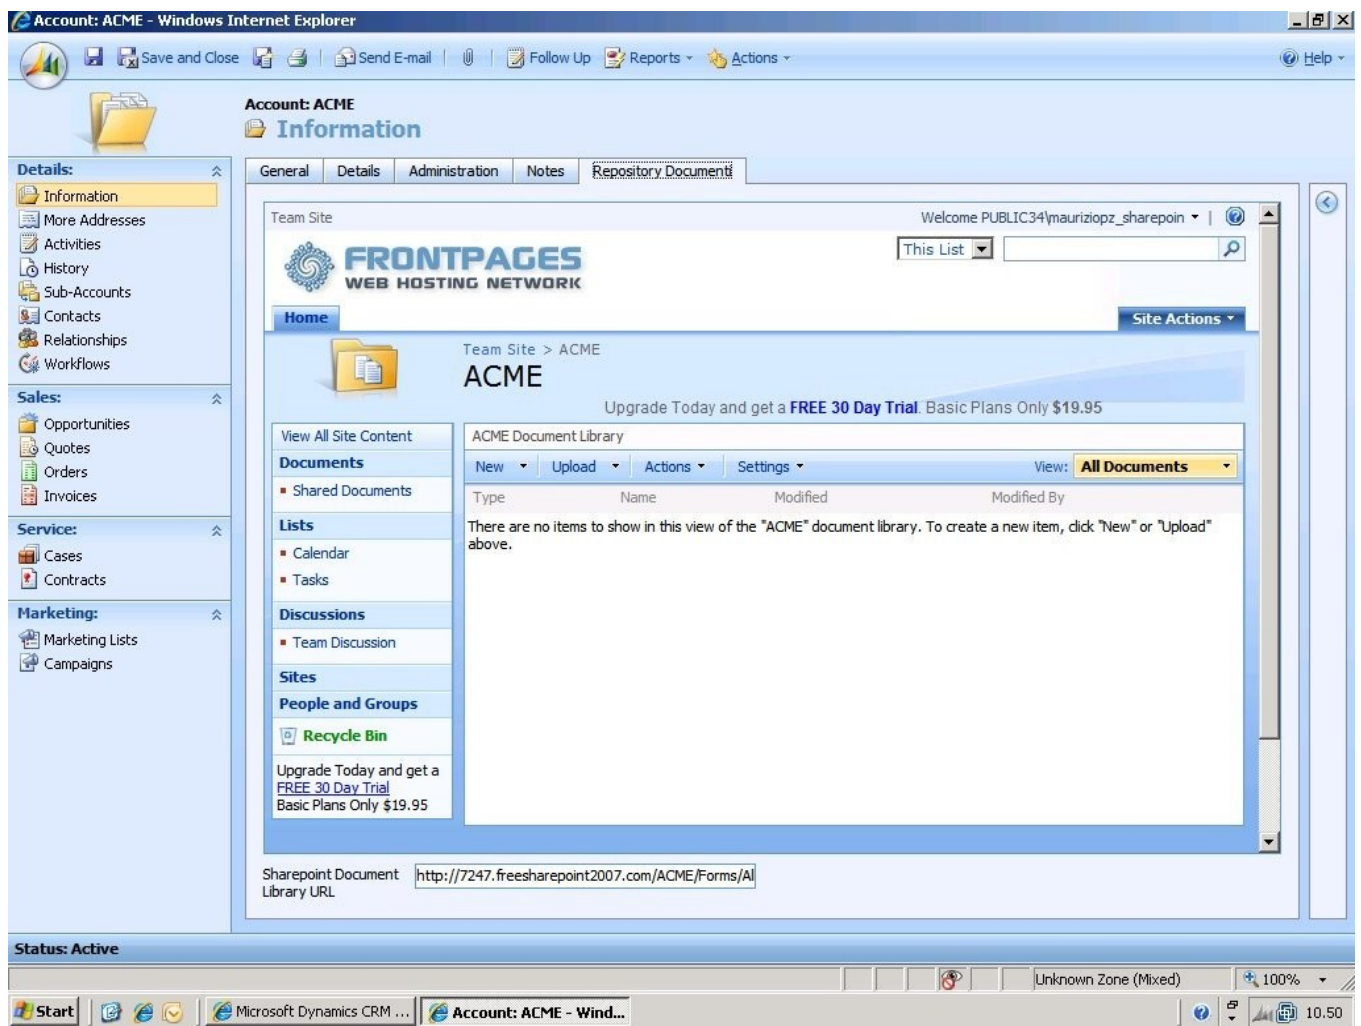 Account: ACME - Windows Internet Explorer
Save and Close Send E-mail Follow Up Reports Actions Help
Account: ACME
Information
Details:
Information
More Addresses
Activities
History
Sub-Accounts
Contacts
Relationships
Workflows
Sales:
Opportunities
Quotes
Orders
Invoices
Service:
Cases
Contracts
Marketing:
Marketing Lists
Campaigns
General Details Administration Notes Repository Documenti
Team Site Welcome PUBLIC34\mauriziopz_sharepoin
FRONTPAGES
WEB HOSTING NETWORK
This List
Home Site Actions
Team Site > ACME
ACME
Upgrade Today and get a FREE 30 Day Trial. Basic Plans Only $19.95
View All Site Content
Documents
Shared Documents
Lists
Calendar
Tasks
Discussions
Team Discussion
Sites
People and Groups
Recycle Bin
Upgrade Today and get a
FREE 30 Day Trial
Basic Plans Only $19.95
ACME Document Library
New Upload Actions Settings View: All Documents
Type Name Modified Modified By
There are no items to show in this view of the "ACME" document library. To create a new item, click "New" or "Upload"
above.
Sharepoint Document
Library URL
http://7247.freesharepoint2007.com/ACME/Forms/Al
Status: Active
Unknown Zone (Mixed) 100%
Start Microsoft Dynamics CRM ... Account: ACME - Wind... 10.50